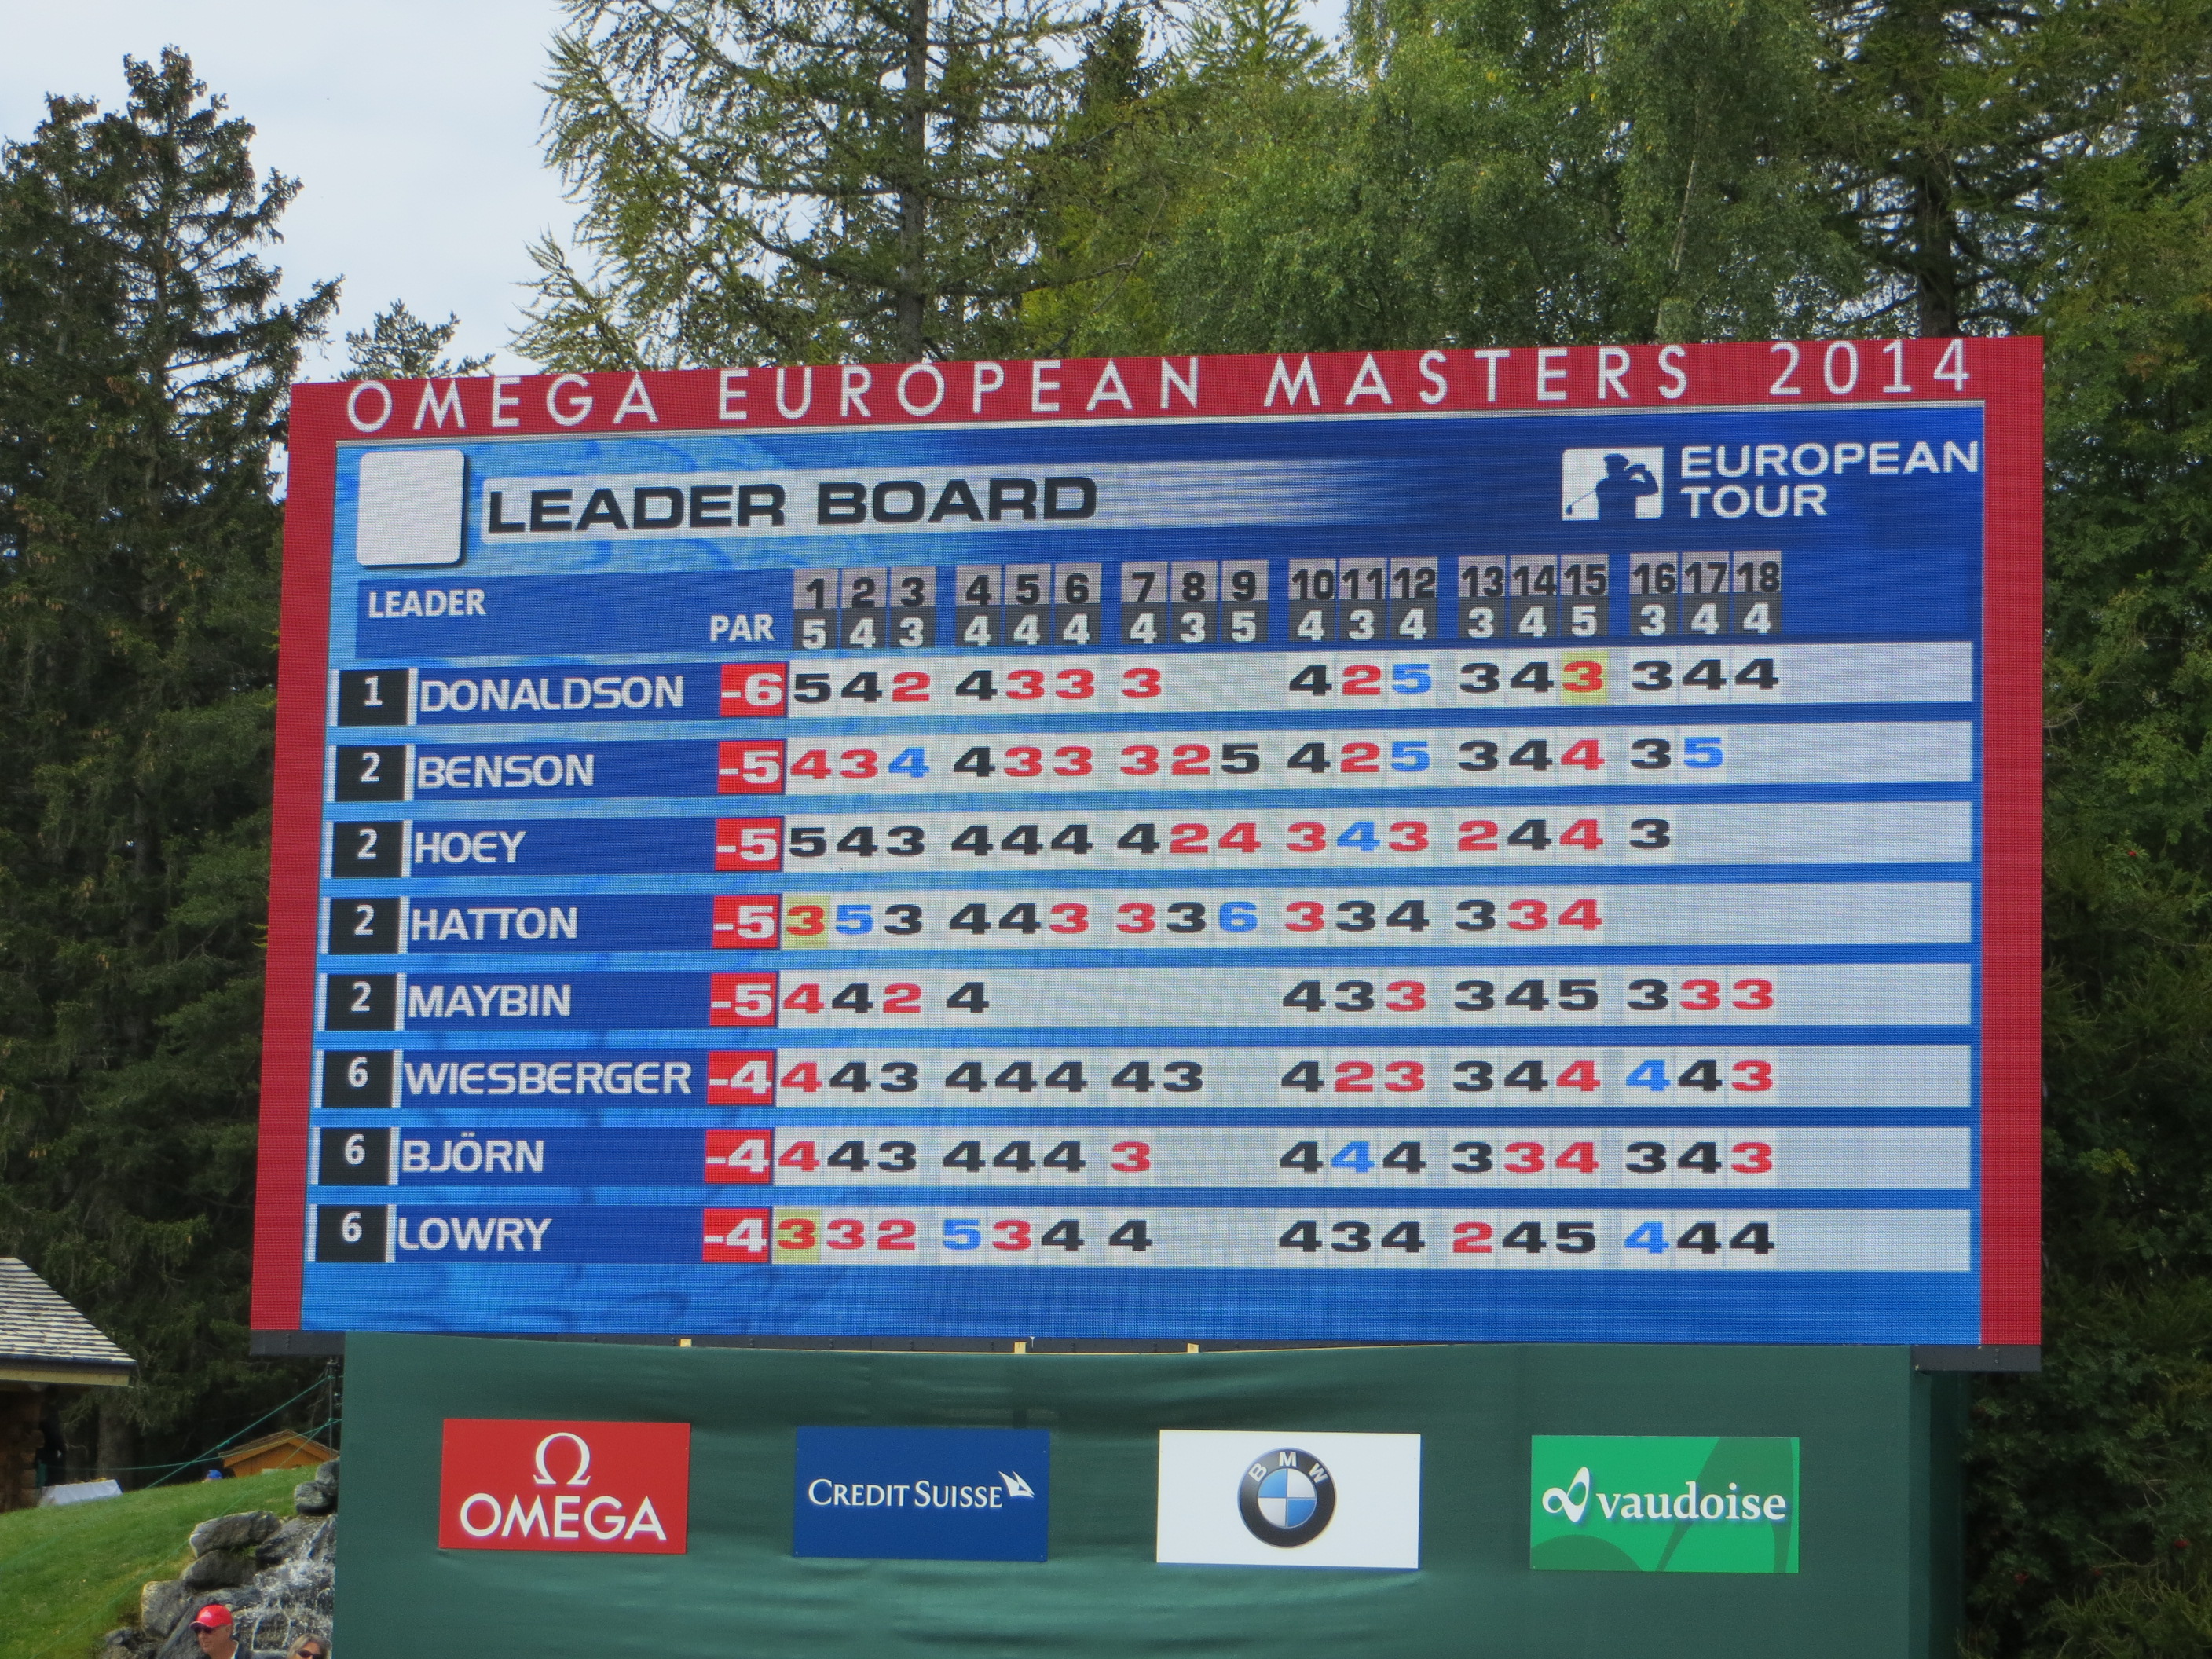 OMEGA EUROPEAN MASTERS 2014
LEADER BOARD
EUROPEAN
TOUR
LEADER
1 2 3 4 5 6 7 8 9 10 11 12 13 14 15 16 17 18
PAR 5 4 3 4 4 4 4 3 5 4 3 4 3 4 5 3 4 4
1 DONALDSON -6 5 4 2 4 3 3 3 4 2 5 3 4 3 3 4 4
2 BENSON -5 4 3 4 4 3 3 3 2 5 4 2 5 3 4 4 3 5
2 HOEY -5 5 4 3 4 4 4 4 2 4 3 4 3 2 4 4 3
2 HATTON -5 3 5 3 4 4 3 3 3 6 3 3 4 3 3 4
2 MAYBIN -5 4 4 2 4 4 3 3 3 4 5 3 3 3
6 WIESBERGER -4 4 4 3 4 4 4 4 3 4 2 3 3 4 4 4 4 3
6 BJÖRN -4 4 4 3 4 4 4 3 4 4 4 3 3 4 3 4 3
6 LOWRY -4 3 3 2 5 3 4 4 4 3 4 2 4 5 4 4 4
Ω
OMEGA
CREDIT SUISSE
BMW
vaudoise